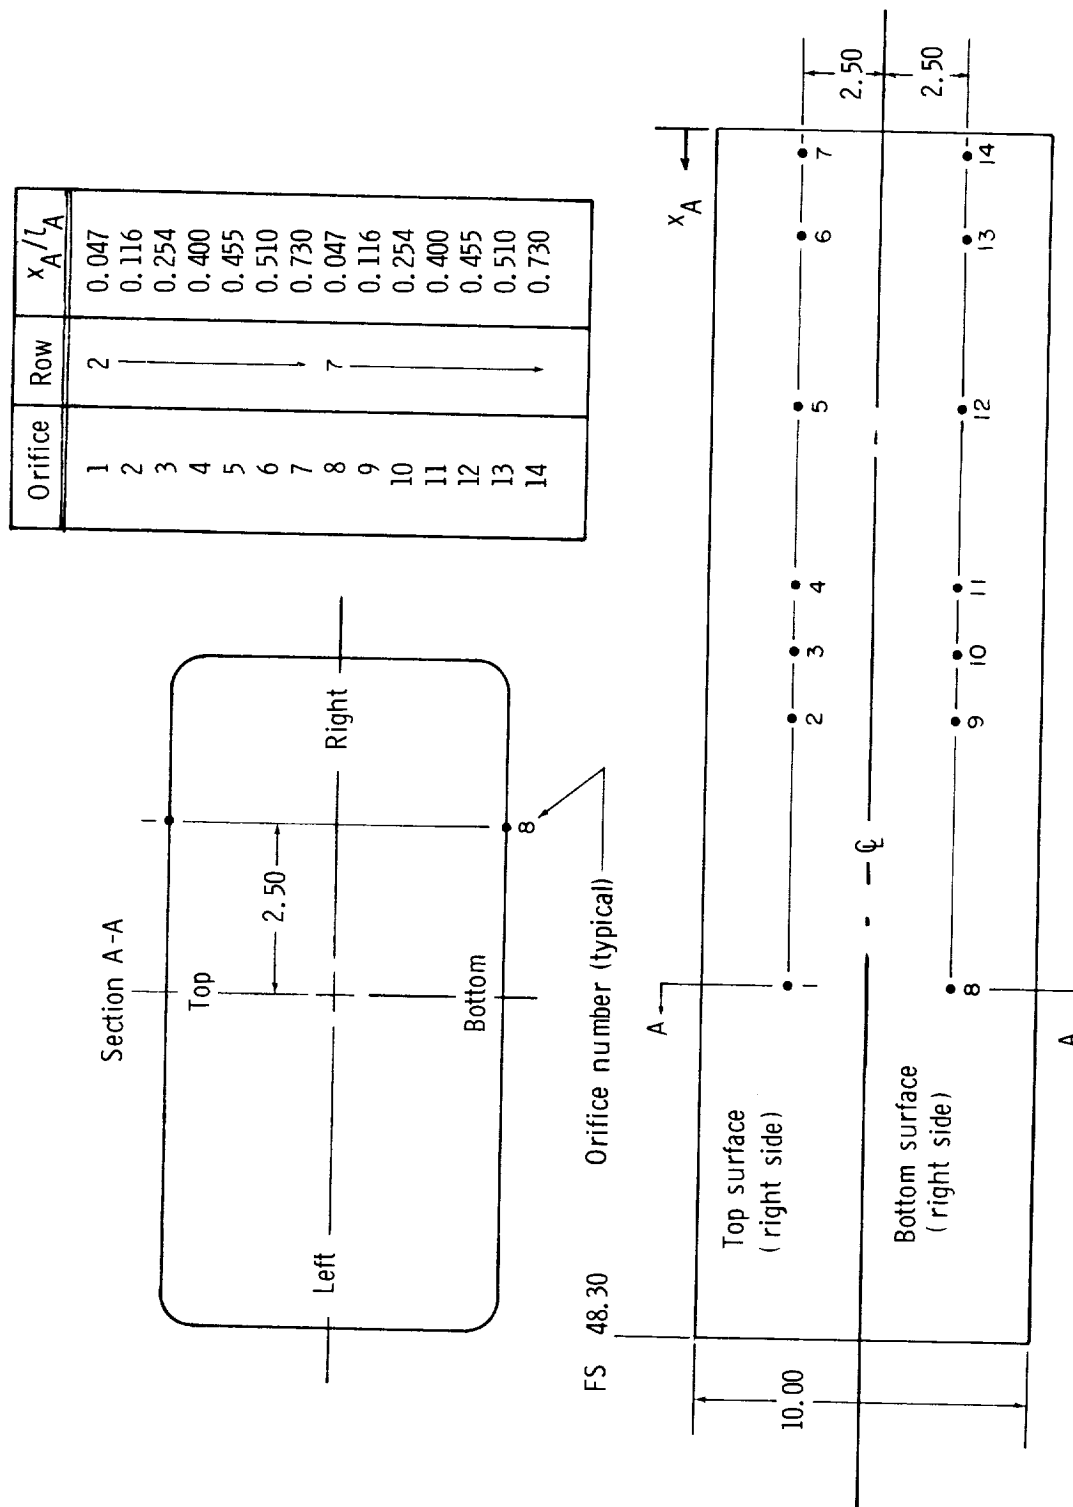 Orifice Row x_A/l_A
1 2 0.047
2 0.116
3 0.254
4 0.400
5 0.455
6 0.510
7 0.730
8 7 0.047
9 0.116
10 0.254
11 0.400
12 0.455
13 0.510
14 0.730
Section A-A
1
Top
2.50
Left
Right
Bottom
8
Orifice number (typical)
FS 48.30
x_A
A
Top surface
(right side)
1 2 3 4 5 6 7
2.50
10.00
℄
2.50
Bottom surface
(right side)
8 9 10 11 12 13 14
A